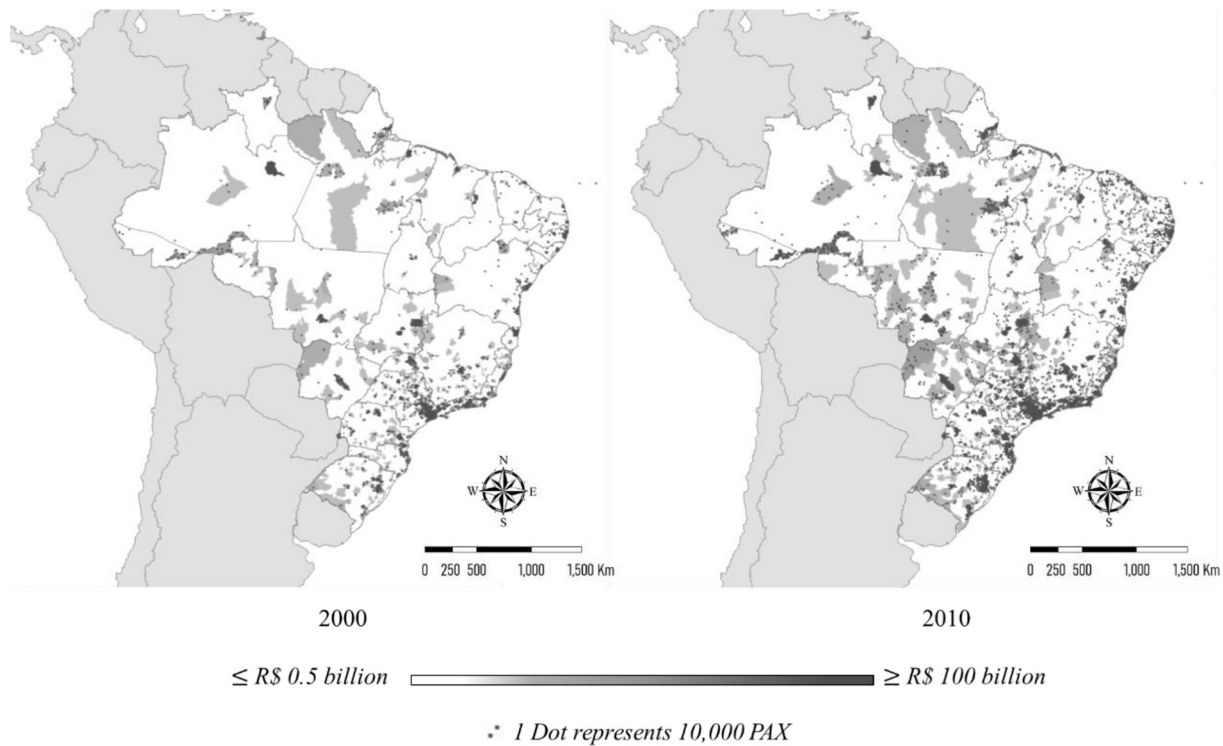 N
W E
S
0 250 500 1,000 1,500 Km
N
W E
S
0 250 500 1,000 1,500 Km
2000
2010
≤ R$ 0.5 billion
≥ R$ 100 billion
1 Dot represents 10,000 PAX